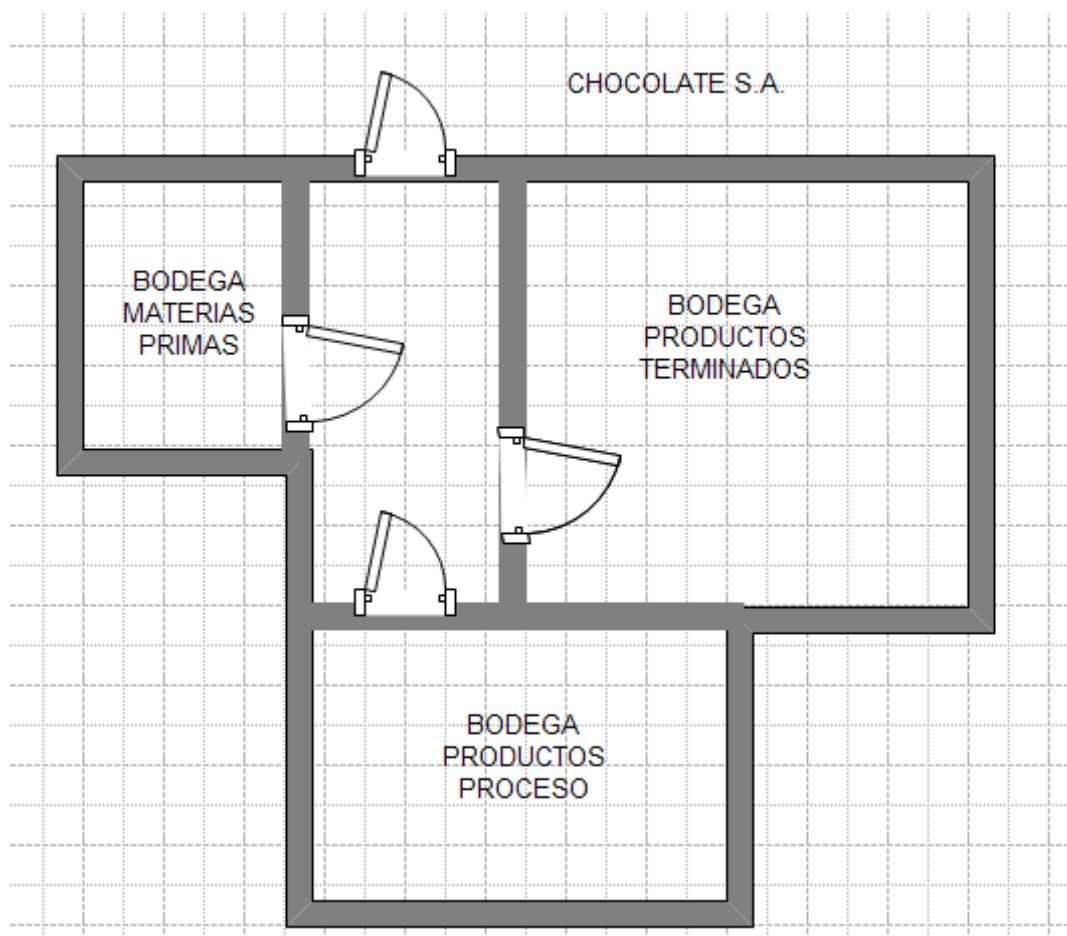 CHOCOLATE S.A.
BODEGA
MATERIAS
PRIMAS
BODEGA
PRODUCTOS
TERMINADOS
BODEGA
PRODUCTOS
PROCESO